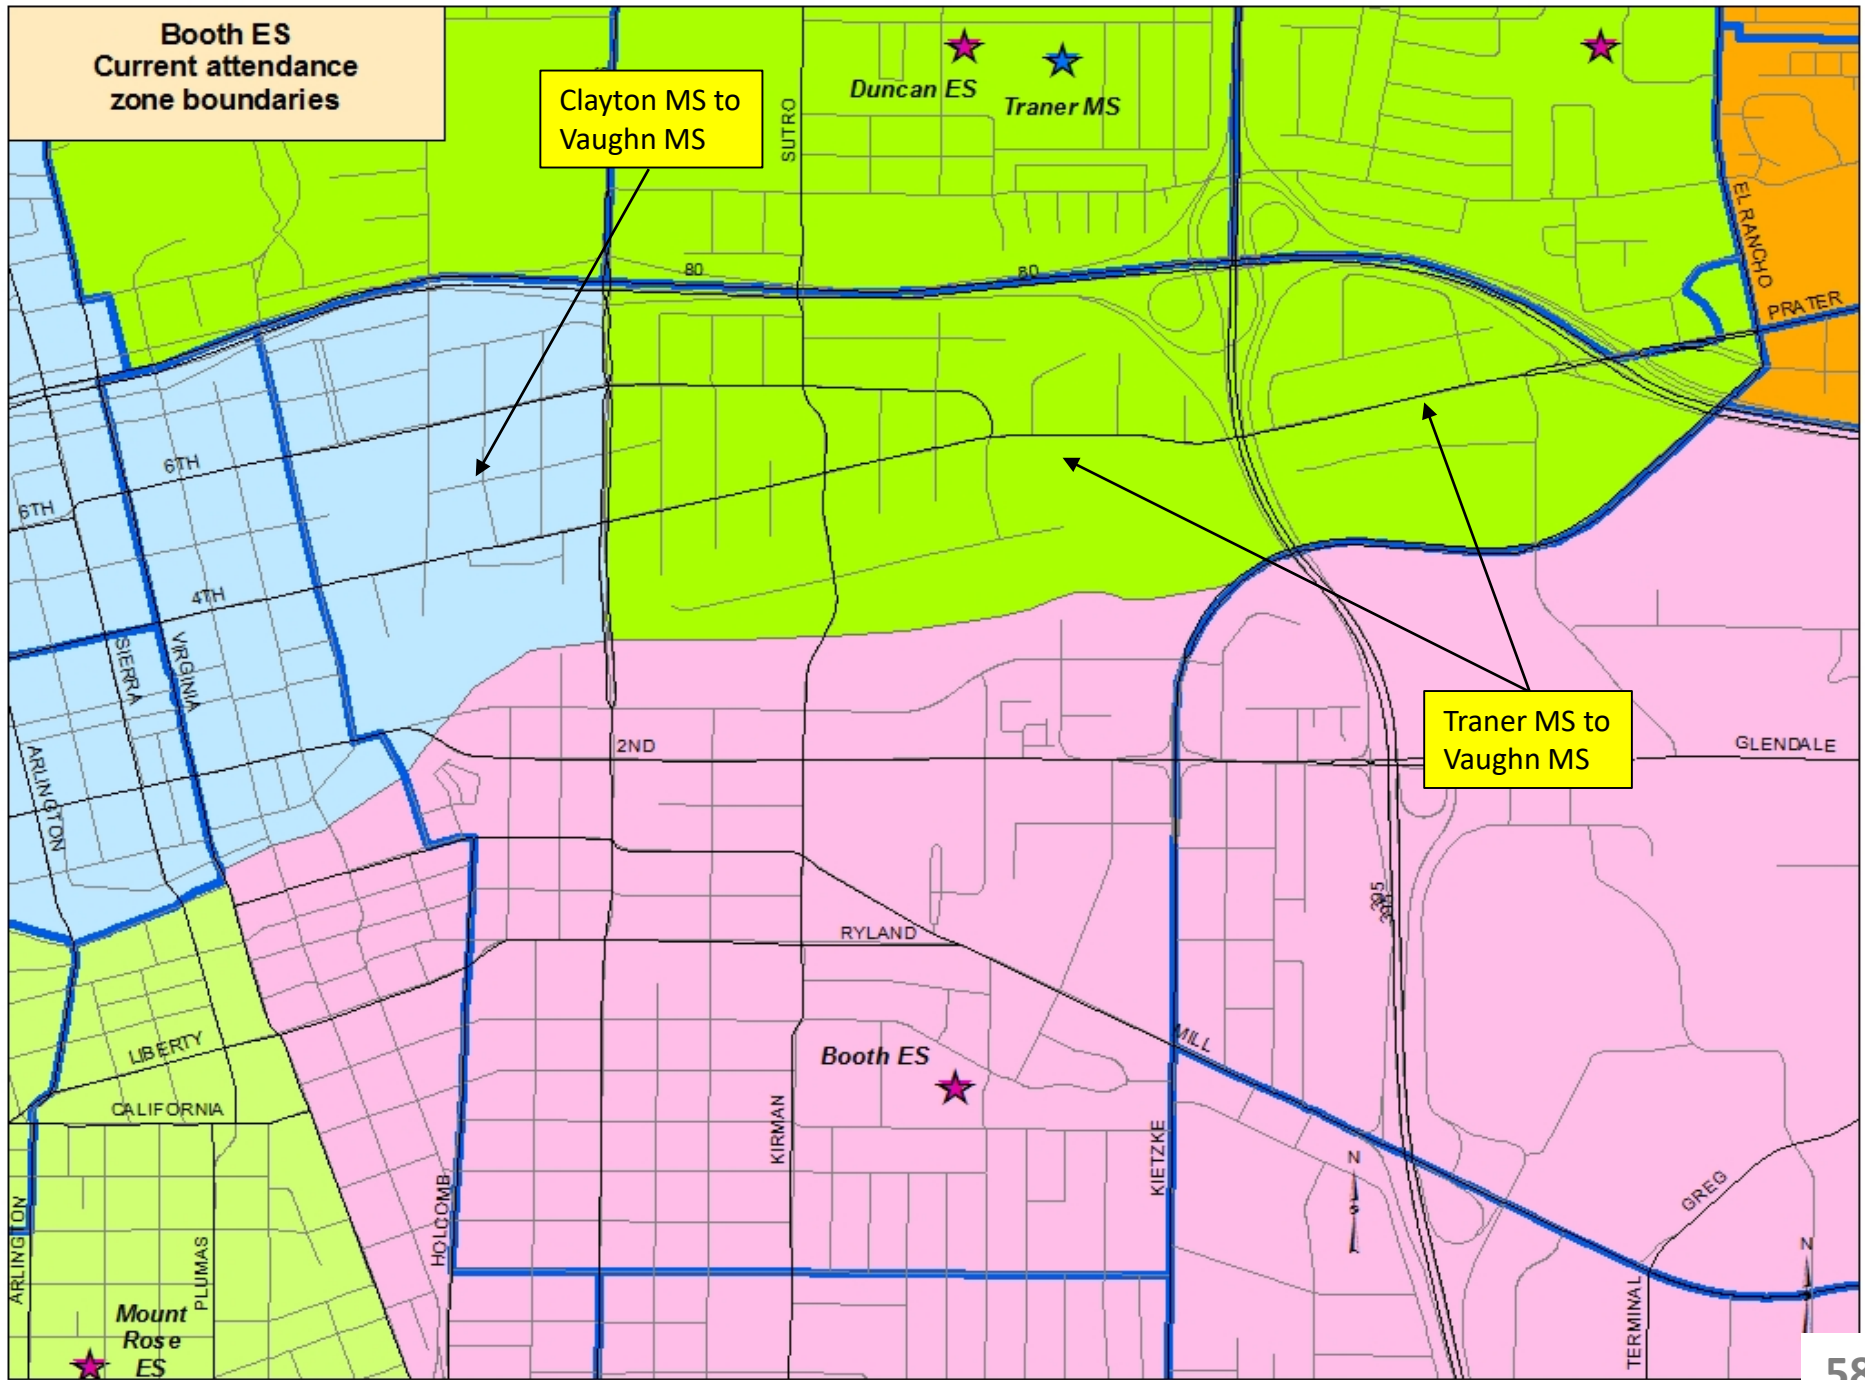 Booth ES
Current attendance
zone boundaries
Clayton MS to
Vaughn MS
SUTRO
Duncan ES
Traner MS
EL RANCHO
PRATER
80
80
6TH
6TH
4TH
SIERRA
VIRGINIA
ARLINGTON
2ND
Traner MS to
Vaughn MS
GLENDALE
395
RYLAND
MILL
LIBERTY
CALIFORNIA
Booth ES
KIRMAN
KIETZKE
HOLCOMB
N
S
GREG
N
ARLINGTON
PLUMAS
TERMINAL
Mount
Rose
ES
58